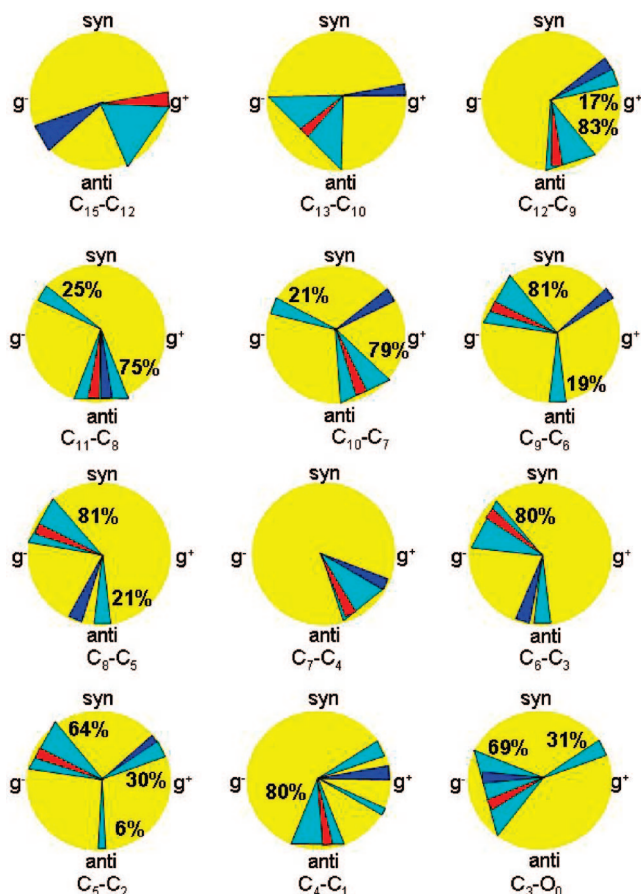 syn syn syn
g⁻ g⁺ g⁻ g⁺ g⁻ 17% g⁺
83%
anti anti anti
C₁₅-C₁₂ C₁₃-C₁₀ C₁₂-C₉
syn syn syn
25% 21% 81%
g⁻ 75% g⁺ g⁻ 79% g⁺ g⁻ 19% g⁺
anti anti anti
C₁₁-C₈ C₁₀-C₇ C₉-C₆
syn syn syn
81% 80%
g⁻ 21% g⁺ g⁻ g⁺ g⁻ g⁺
anti anti anti
C₈-C₅ C₇-C₄ C₆-C₃
syn syn syn
64% 69% 31%
g⁻ 30% g⁺ g⁻ 80% g⁺ g⁻ g⁺
6%
anti anti anti
C₅-C₂ C₄-C₁ C₃-O₀